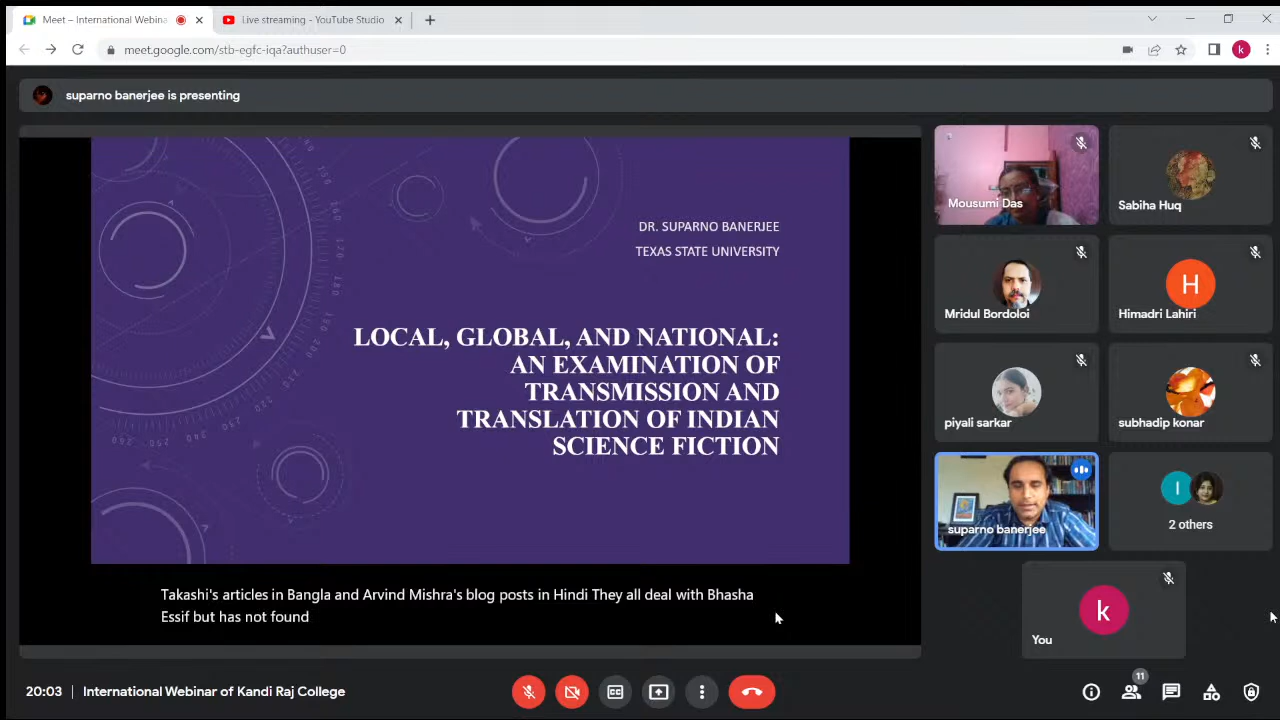 Meet – International Webina
Live streaming - YouTube Studio
meet.google.com/stb-egfc-iqa?authuser=0
k
suparno banerjee is presenting
DR. SUPARNO BANERJEE
TEXAS STATE UNIVERSITY
LOCAL, GLOBAL, AND NATIONAL:
AN EXAMINATION OF
TRANSMISSION AND
TRANSLATION OF INDIAN
SCIENCE FICTION
Takashi's articles in Bangla and Arvind Mishra's blog posts in Hindi They all deal with Bhasha
Essif but has not found
Mousumi Das
Sabiha Huq
Mridul Bordoloi
H
Himadri Lahiri
piyali sarkar
subhadip konar
suparno banerjee
I
2 others
k
You
20:03 | International Webinar of Kandi Raj College
11